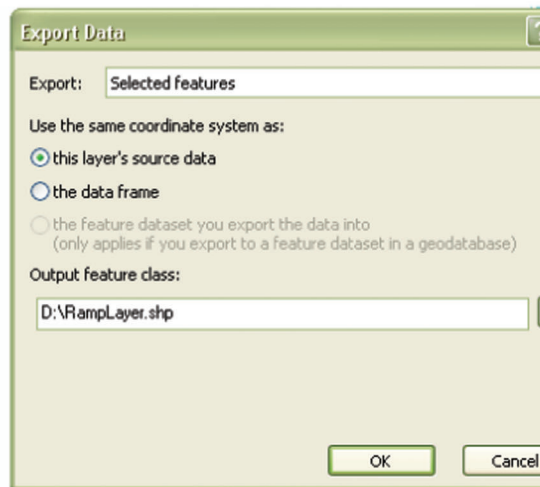 Export Data
?
Export: Selected features
Use the same coordinate system as:
this layer's source data
the data frame
the feature dataset you export the data into
(only applies if you export to a feature dataset in a geodatabase)
Output feature class:
D:\RampLayer.shp
OK Cancel